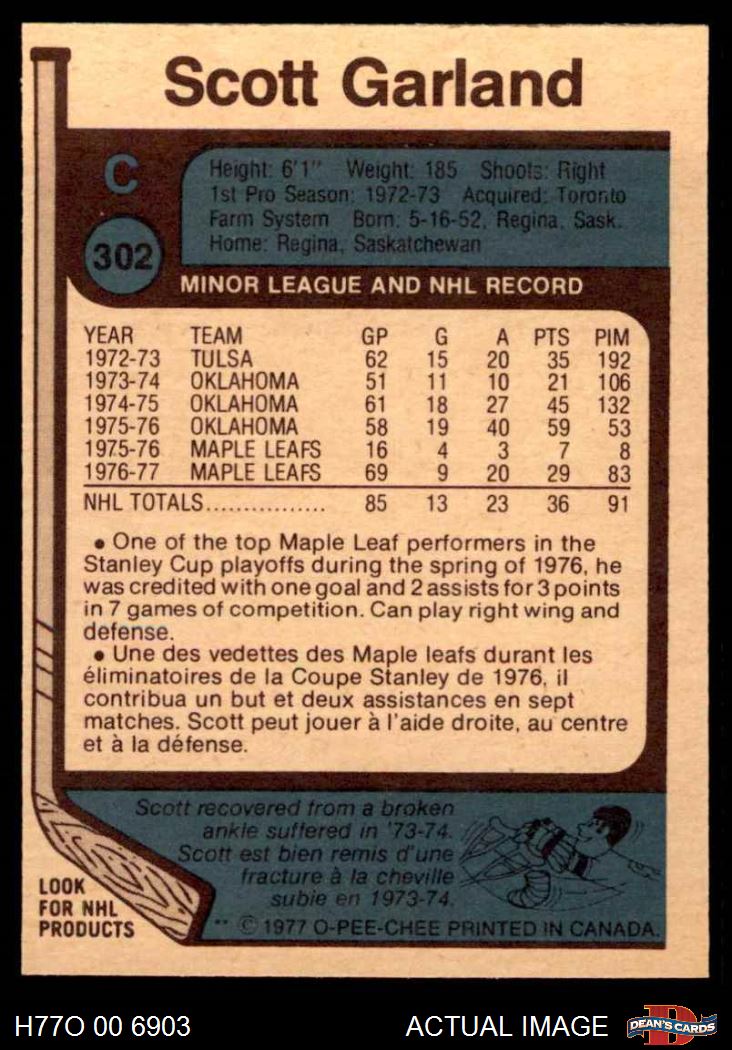 Scott Garland
C
302
Height: 6'1" Weight: 185 Shoots: Right
1st Pro Season: 1972-73 Acquired: Toronto
Farm System Born: 5-16-52, Regina, Sask.
Home: Regina, Saskatchewan
MINOR LEAGUE AND NHL RECORD
YEAR TEAM GP G A PTS PIM
1972-73 TULSA 62 15 20 35 192
1973-74 OKLAHOMA 51 11 10 21 106
1974-75 OKLAHOMA 61 18 27 45 132
1975-76 OKLAHOMA 58 19 40 59 53
1975-76 MAPLE LEAFS 16 4 3 7 8
1976-77 MAPLE LEAFS 69 9 20 29 83
NHL TOTALS................ 85 13 23 36 91
• One of the top Maple Leaf performers in the
Stanley Cup playoffs during the spring of 1976, he
was credited with one goal and 2 assists for 3 points
in 7 games of competition. Can play right wing and
defense.
• Une des vedettes des Maple leafs durant les
éliminatoires de la Coupe Stanley de 1976, il
contribua un but et deux assistances en sept
matches. Scott peut jouer à l'aide droite, au centre
et à la défense.
Scott recovered from a broken
ankle suffered in '73-74.
Scott est bien remis d'une
fracture à la cheville
subie en 1973-74.
LOOK
FOR NHL
PRODUCTS
** © 1977 O-PEE-CHEE PRINTED IN CANADA.
H77O 00 6903 ACTUAL IMAGE
D
DEAN'S CARDS